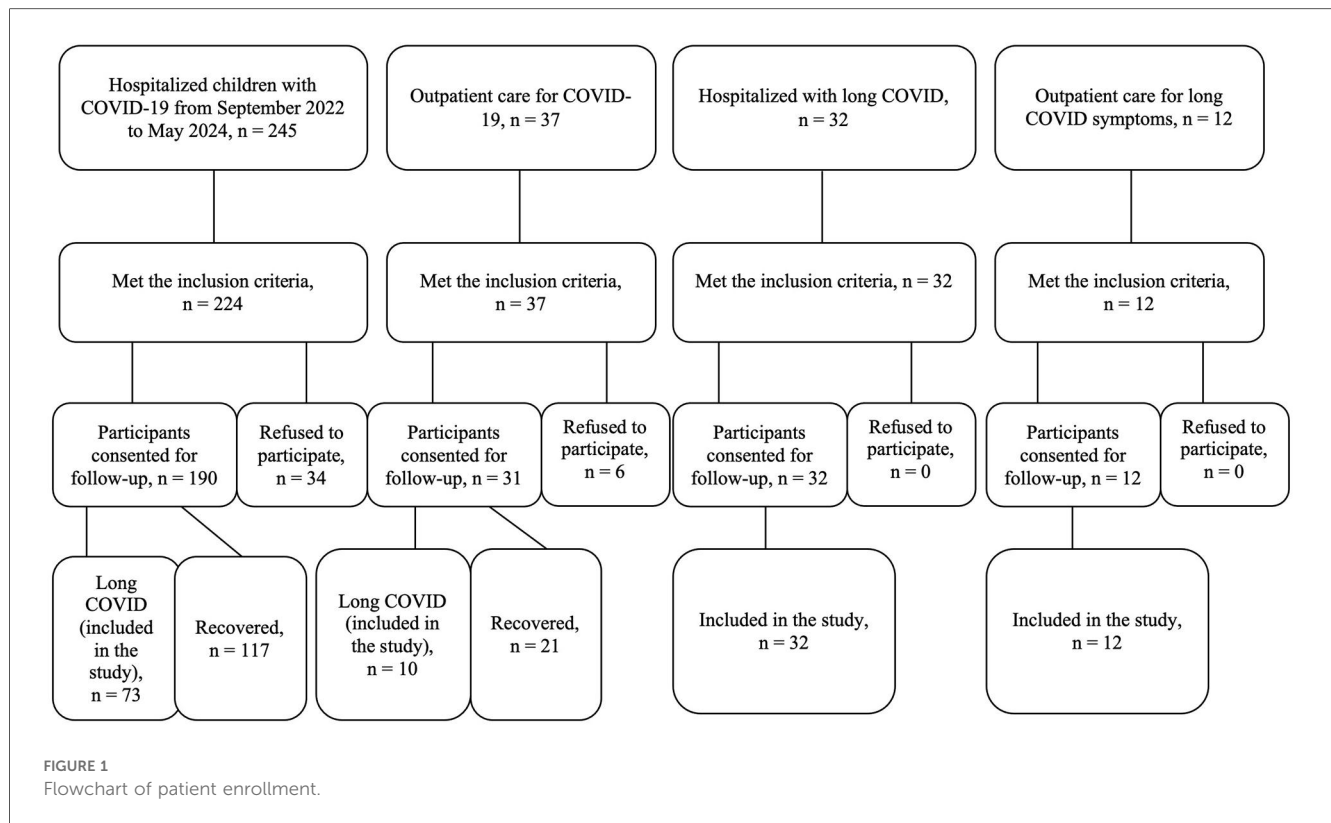 Hospitalized children with
COVID-19 from September 2022
to May 2024, n = 245
Outpatient care for COVID-
19, n = 37
Hospitalized with long COVID,
n = 32
Outpatient care for long
COVID symptoms, n = 12
Met the inclusion criteria,
n = 224
Met the inclusion criteria,
n = 37
Met the inclusion criteria, n = 32
Met the inclusion criteria,
n = 12
Participants
consented for
follow-up, n = 190
Refused to
participate,
n = 34
Participants
consented for
follow-up, n = 31
Refused to
participate,
n = 6
Participants
consented for
follow-up, n = 32
Refused to
participate,
n = 0
Participants
consented for
follow-up, n = 12
Refused to
participate,
n = 0
Long
COVID
(included
in the
study),
n = 73
Recovered,
n = 117
Long COVID
(included in
the study),
n = 10
Recovered,
n = 21
Included in the study,
n = 32
Included in the study,
n = 12
FIGURE 1
Flowchart of patient enrollment.